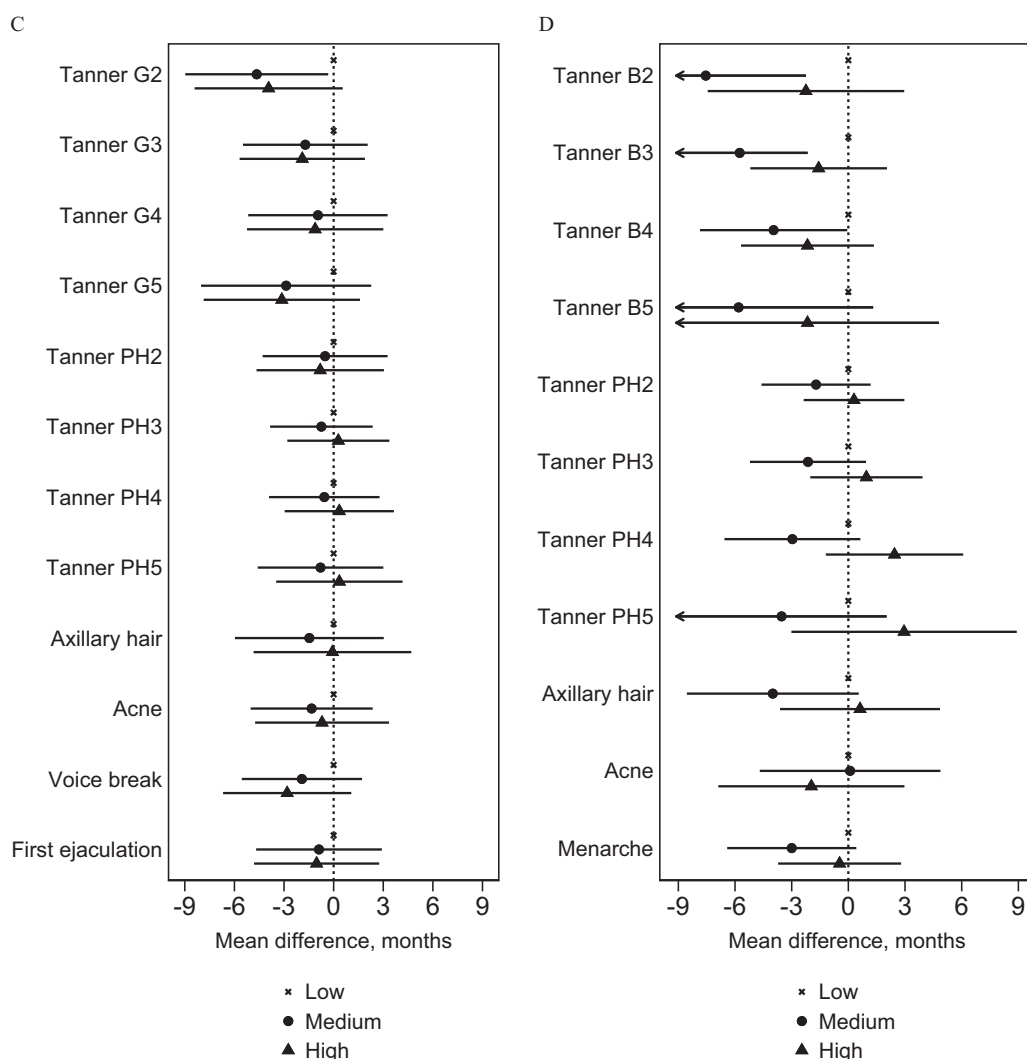 C
Tanner G2
Tanner G3
Tanner G4
Tanner G5
Tanner PH2
Tanner PH3
Tanner PH4
Tanner PH5
Axillary hair
Acne
Voice break
First ejaculation
-9 -6 -3 0 3 6 9
Mean difference, months
Low
Medium
High
D
Tanner B2
Tanner B3
Tanner B4
Tanner B5
Tanner PH2
Tanner PH3
Tanner PH4
Tanner PH5
Axillary hair
Acne
Menarche
-9 -6 -3 0 3 6 9
Mean difference, months
Low
Medium
High